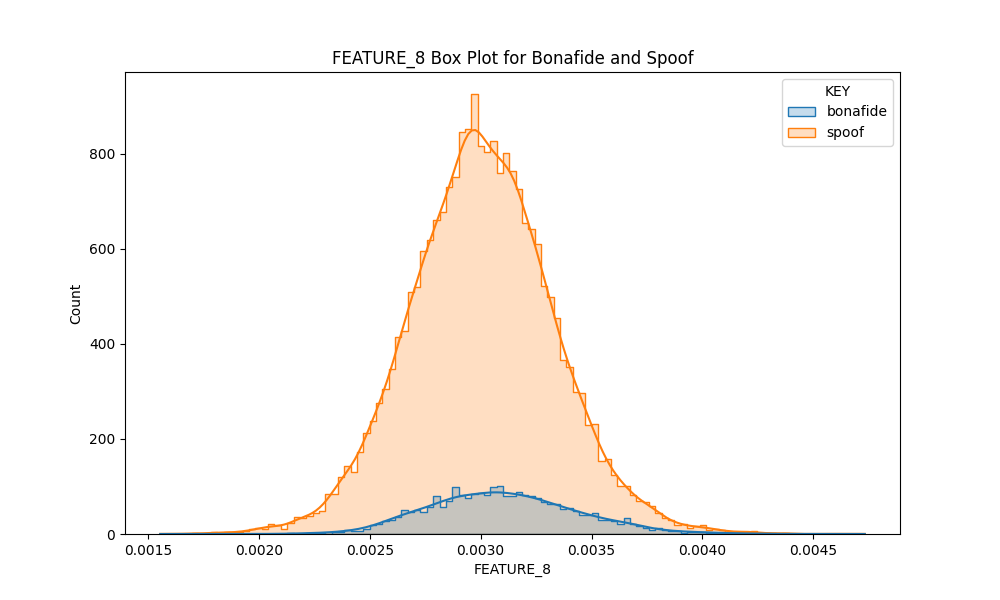 FEATURE_8 Box Plot for Bonafide and Spoof
KEY
bonafide
spoof
Count
800
600
400
200
0
0.0015 0.0020 0.0025 0.0030 0.0035 0.0040 0.0045
FEATURE_8